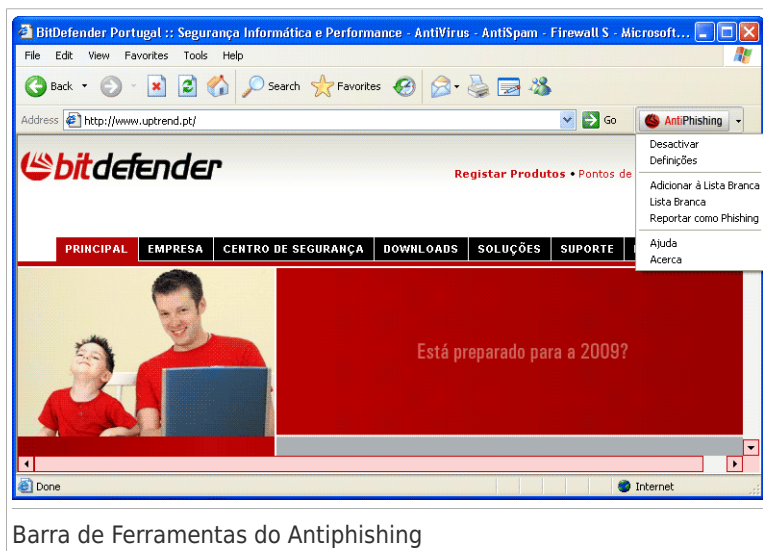 BitDefender Portugal :: Segurança Informática e Performance - AntiVirus - AntiSpam - Firewall S - Microsoft...
File Edit View Favorites Tools Help
Back Search Favorites
Address http://www.uptrend.pt/ Go AntiPhishing
Desactivar
Definições
Adicionar à Lista Branca
Lista Branca
Reportar como Phishing
Ajuda
Acerca
bitdefender
Registar Produtos • Pontos de
PRINCIPAL EMPRESA CENTRO DE SEGURANÇA DOWNLOADS SOLUÇÕES SUPORTE
Está preparado para a 2009?
Done Internet
Barra de Ferramentas do Antiphishing